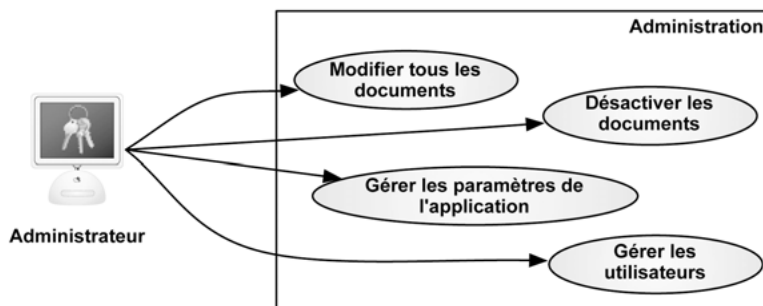 Administration
Modifier tous les
documents
Désactiver les
documents
Gérer les paramètres de
l'application
Administrateur
Gérer les
utilisateurs